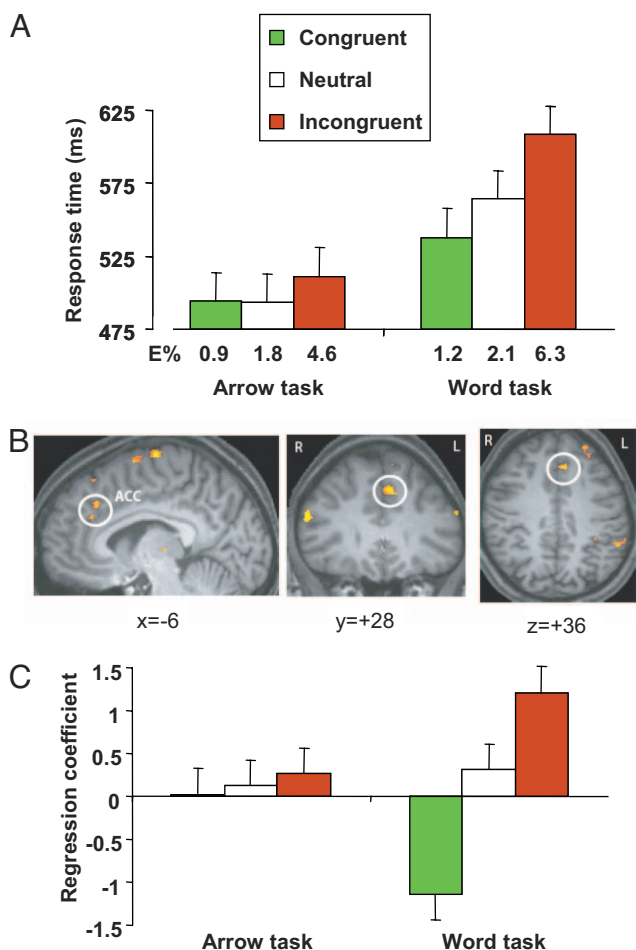 A
Congruent
Neutral
Incongruent
Response time (ms)
625
575
525
475
E% 0.9 1.8 4.6 1.2 2.1 6.3
Arrow task Word task
B
ACC
R L
R L
x=-6 y=+28 z=+36
C
Regression coefficient
1.5
1
0.5
0
-0.5
-1
-1.5
Arrow task Word task